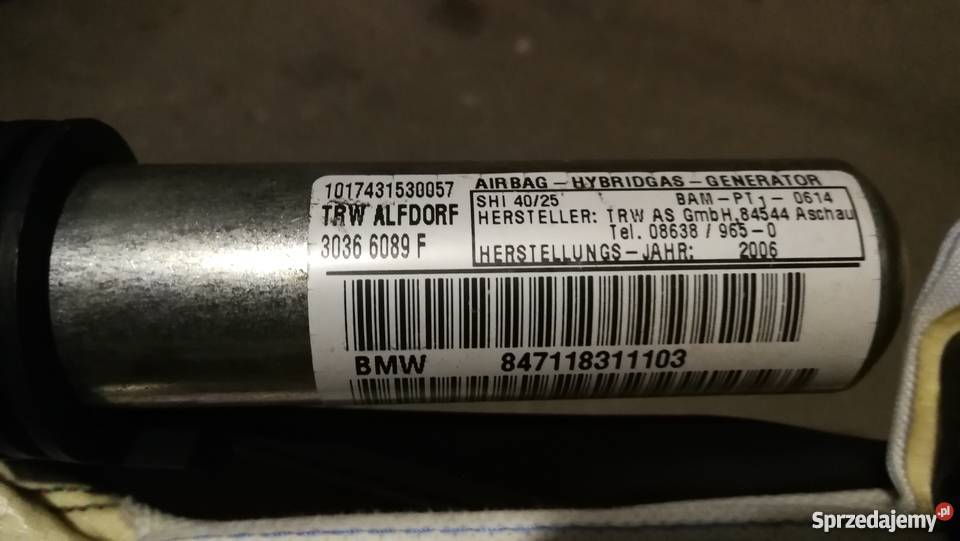 1017431530057
TRW ALFDORF
3036 6089 F
AIRBAG-HYBRIDGAS-GENERATOR
SHI 40/25 BAM-PT1-0614
HERSTELLER: TRW AS GmbH, 84544 Aschau
Tel. 08638 / 965-0
HERSTELLUNGS-JAHR: 2006
BMW 847118311103
Sprzedajemy.pl